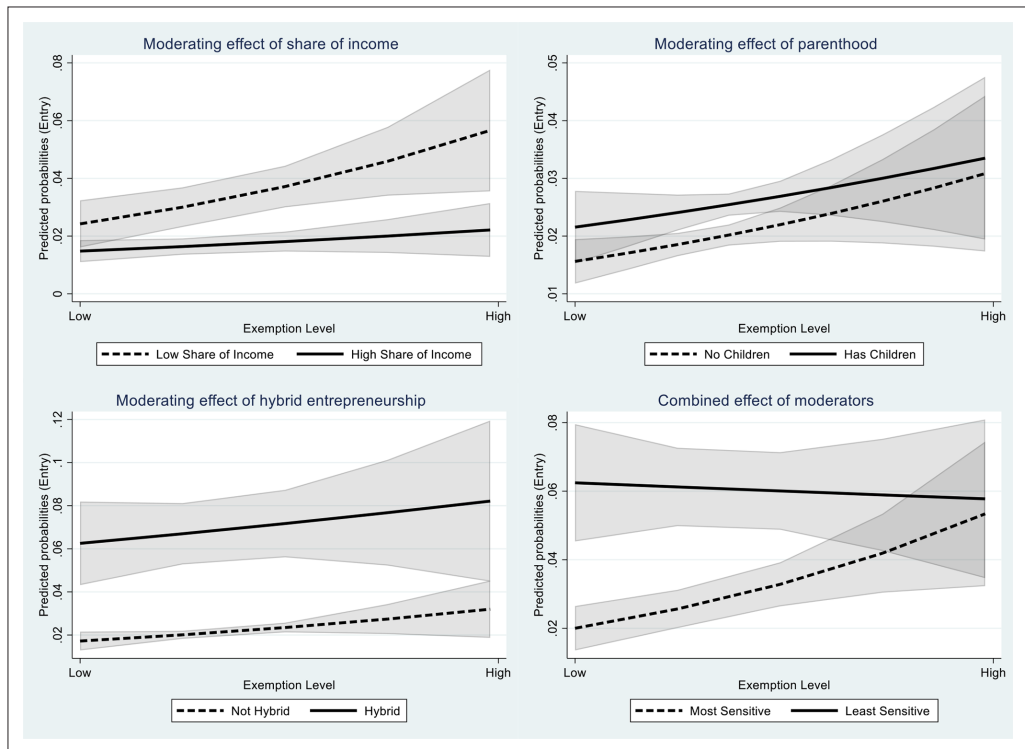 Moderating effect of share of income
Predicted probabilities (Entry)
.08
.06
.04
.02
0
Low
High
Exemption Level
Low Share of Income
High Share of Income
Moderating effect of parenthood
Predicted probabilities (Entry)
.05
.04
.03
.02
.01
Low
High
Exemption Level
No Children
Has Children
Moderating effect of hybrid entrepreneurship
Predicted probabilities (Entry)
.12
.1
.08
.06
.04
.02
Low
High
Exemption Level
Not Hybrid
Hybrid
Combined effect of moderators
Predicted probabilities (Entry)
.08
.06
.04
.02
Low
High
Exemption Level
Most Sensitive
Least Sensitive